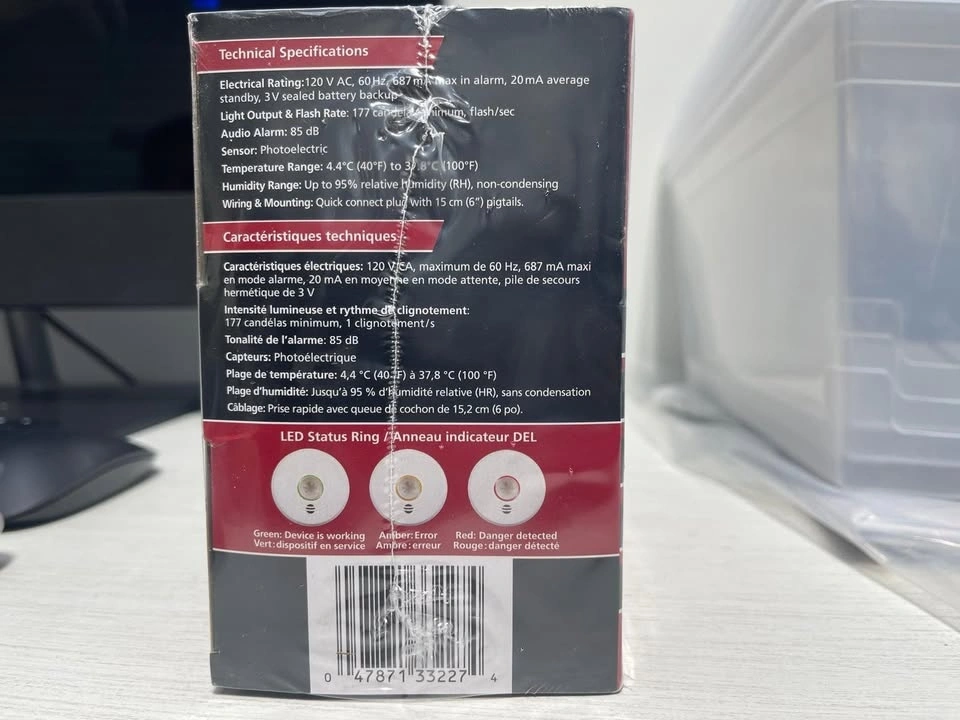 Technical Specifications
Electrical Rating:120 V AC, 60Hz, 687mA max in alarm, 20mA average
standby, 3V sealed battery backup
Light Output & Flash Rate: 177 candela minimum, flash/sec
Audio Alarm: 85 dB
Sensor: Photoelectric
Temperature Range: 4.4°C (40°F) to 37.8°C (100°F)
Humidity Range: Up to 95% relative humidity (RH), non-condensing
Wiring & Mounting: Quick connect plug with 15 cm (6") pigtails.
Caractéristiques techniques
Caractéristiques électriques: 120 V CA, maximum de 60 Hz, 687 mA maxi
en mode alarme, 20 mA en moyenne en mode attente, pile de secours
hermétique de 3 V
Intensité lumineuse et rythme de clignotement:
177 candélas minimum, 1 clignotement/s
Tonalité de l'alarme: 85 dB
Capteurs: Photoélectrique
Plage de température: 4,4 °C (40 °F) à 37,8 °C (100 °F)
Plage d'humidité: Jusqu'à 95 % d'humidité relative (HR), sans condensation
Câblage: Prise rapide avec queue de cochon de 15,2 cm (6 po).
LED Status Ring / Anneau indicateur DEL
Green: Device is working
Vert: dispositif en service
Amber: Error
Ambre: erreur
Red: Danger detected
Rouge: danger détecté
0 47871 33227 4